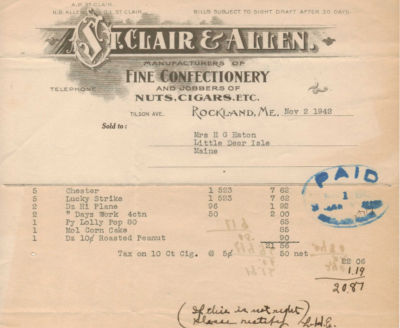 A.P. ST. CLAIR.
BILLS SUBJECT TO SIGHT DRAFT AFTER 30 DAYS.
ST. CLAIR & ALLEN.
MANUFACTURERS OF
FINE CONFECTIONERY
AND JOBBERS OF
TELEPHONE
NUTS, CIGARS, ETC.
TILSON AVE. ROCKLAND, ME. Nov 2 1942
Sold to:
Mrs H G Eaton
Little Deer Isle
Maine
PAID
5 Chester 1 523 7 62
5 Lucky Strike 1 523 7 62
2 Dz Hi Plane 96 1 92
2 " Days Work 4ctn 50 2 00
1 Py Lolly Pop 80 65
1 Mol Corn Cake 85
1 Dz 10¢ Roasted Peanut 90
21 56
Tax on 10 Ct Cig. @ 5¢ 50 net
22 06
1.19
20.87
(If this is not right
Please rectify